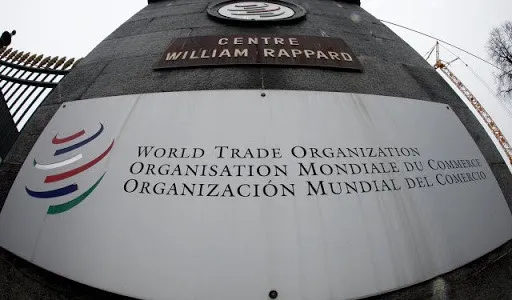 CENTRE
WILLIAM RAPPARD
WORLD TRADE ORGANIZATION
ORGANISATION MONDIALE DU COMMERCE
ORGANIZACIÓN MUNDIAL DEL COMERCIO